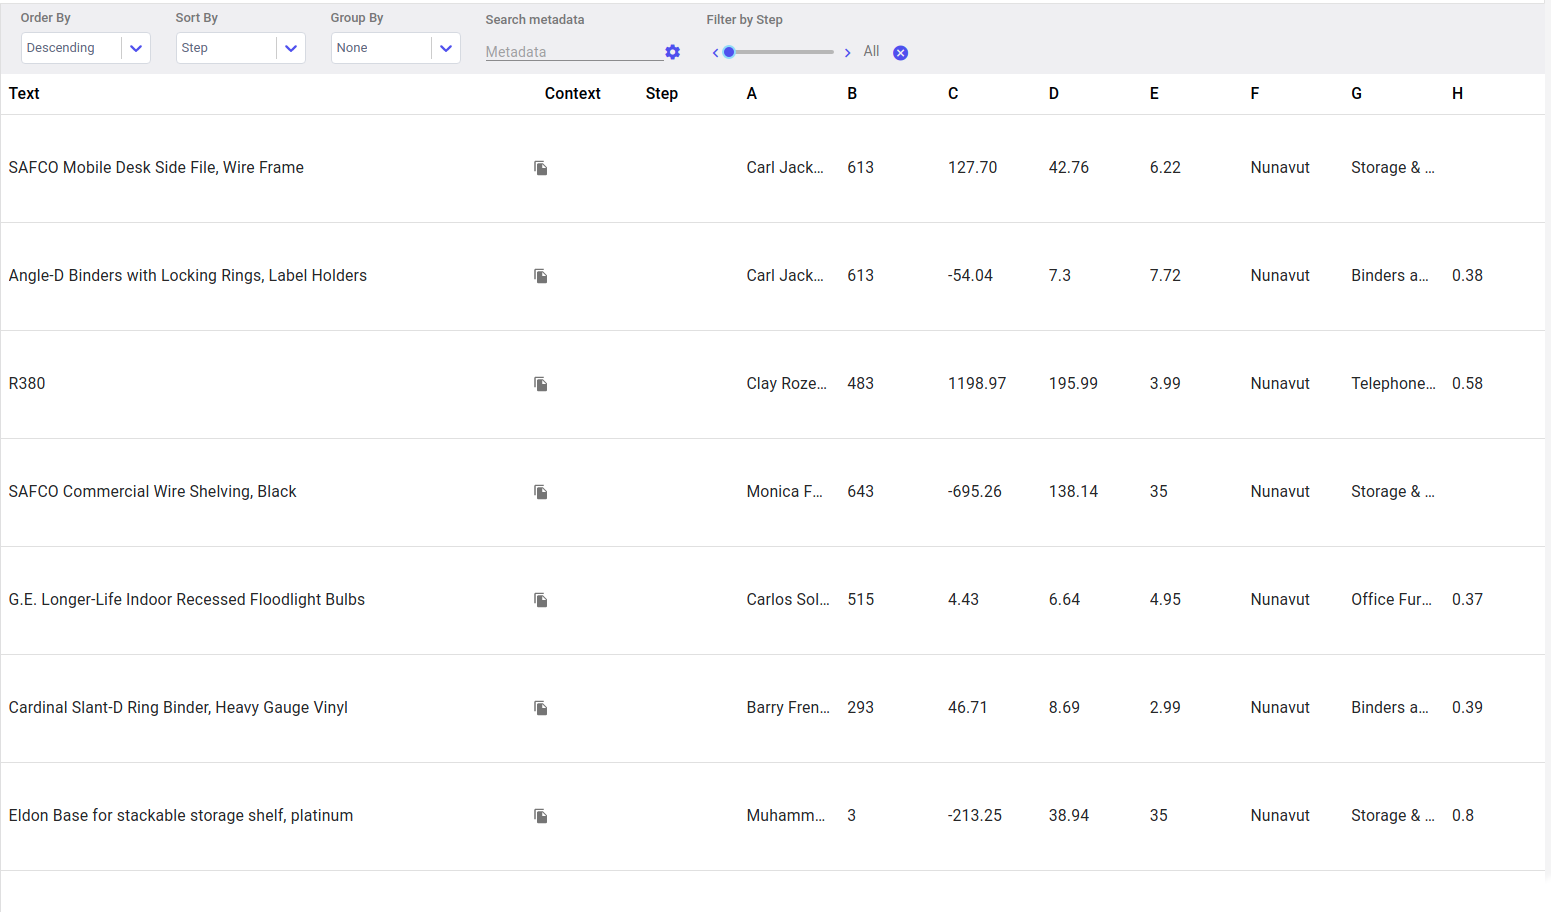 Order By Sort By Group By Search metadata Filter by Step
Descending Step None Metadata All
Text Context Step A B C D E F G H
SAFCO Mobile Desk Side File, Wire Frame Carl Jack... 613 127.70 42.76 6.22 Nunavut Storage & ...
Angle-D Binders with Locking Rings, Label Holders Carl Jack... 613 -54.04 7.3 7.72 Nunavut Binders a... 0.38
R380 Clay Roze... 483 1198.97 195.99 3.99 Nunavut Telephone... 0.58
SAFCO Commercial Wire Shelving, Black Monica F... 643 -695.26 138.14 35 Nunavut Storage & ...
G.E. Longer-Life Indoor Recessed Floodlight Bulbs Carlos Sol... 515 4.43 6.64 4.95 Nunavut Office Fur... 0.37
Cardinal Slant-D Ring Binder, Heavy Gauge Vinyl Barry Fren... 293 46.71 8.69 2.99 Nunavut Binders a... 0.39
Eldon Base for stackable storage shelf, platinum Muhamm... 3 -213.25 38.94 35 Nunavut Storage & ... 0.8